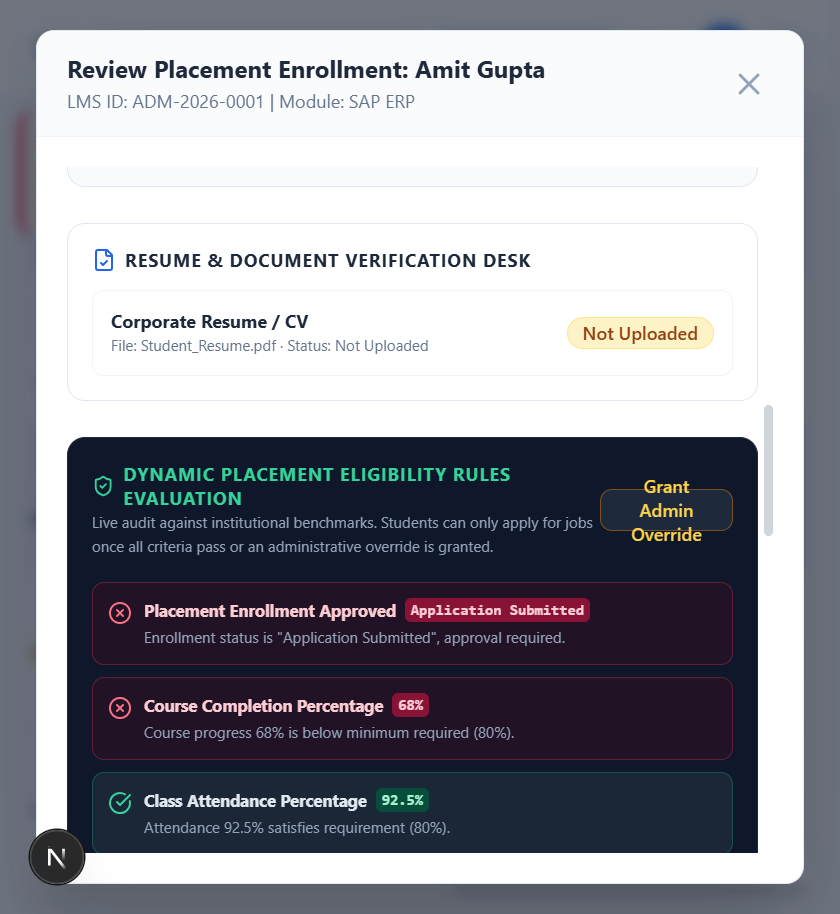 Review Placement Enrollment: Amit Gupta
LMS ID: ADM-2026-0001 | Module: SAP ERP
RESUME & DOCUMENT VERIFICATION DESK
Corporate Resume / CV
File: Student_Resume.pdf · Status: Not Uploaded
Not Uploaded
DYNAMIC PLACEMENT ELIGIBILITY RULES
EVALUATION
Live audit against institutional benchmarks. Students can only apply for jobs
once all criteria pass or an administrative override is granted.
Grant
Admin
Override
Placement Enrollment Approved Application Submitted
Enrollment status is "Application Submitted", approval required.
Course Completion Percentage 68%
Course progress 68% is below minimum required (80%).
Class Attendance Percentage 92.5%
Attendance 92.5% satisfies requirement (80%).
N